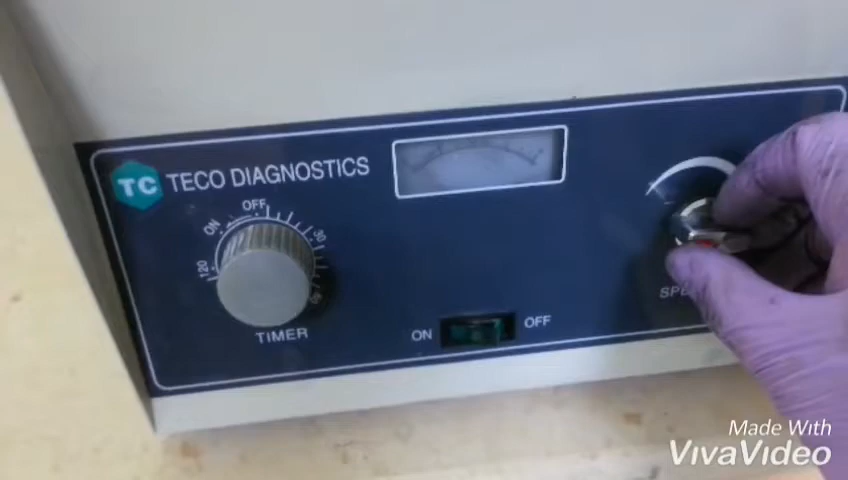 TC TECO DIAGNOSTICS
OFF
ON
30
120
TIMER
ON
OFF
Made With
VivaVideo